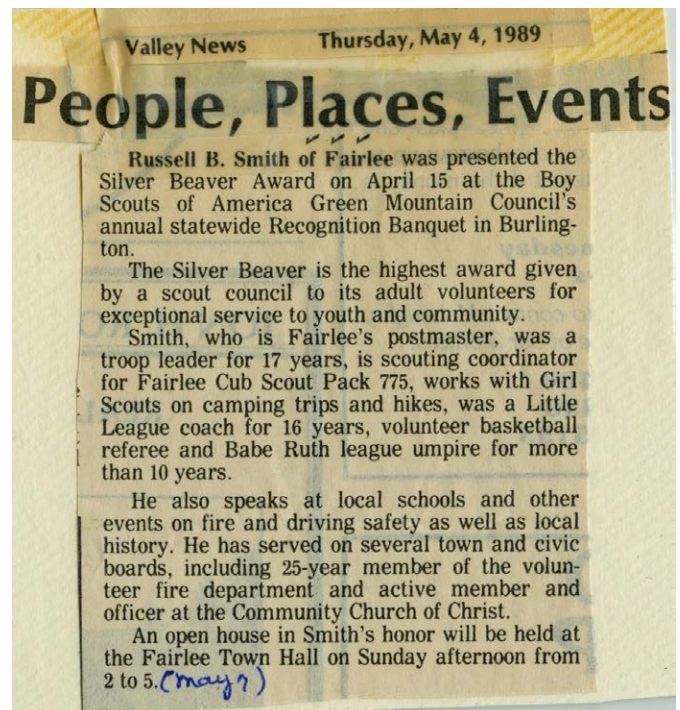 Valley News Thursday, May 4, 1989
People, Places, Events
Russell B. Smith of Fairlee was presented the
Silver Beaver Award on April 15 at the Boy
Scouts of America Green Mountain Council's
annual statewide Recognition Banquet in Burling-
ton.
The Silver Beaver is the highest award given
by a scout council to its adult volunteers for
exceptional service to youth and community.
Smith, who is Fairlee's postmaster, was a
troop leader for 17 years, is scouting coordinator
for Fairlee Cub Scout Pack 775, works with Girl
Scouts on camping trips and hikes, was a Little
League coach for 16 years, volunteer basketball
referee and Babe Ruth league umpire for more
than 10 years.
He also speaks at local schools and other
events on fire and driving safety as well as local
history. He has served on several town and civic
boards, including 25-year member of the volun-
teer fire department and active member and
officer at the Community Church of Christ.
An open house in Smith's honor will be held at
the Fairlee Town Hall on Sunday afternoon from
2 to 5. (May 7)